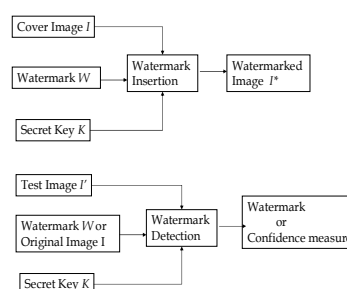 Cover Image I
Watermark W
Secret Key K
Watermark
Insertion
Watermarked
Image I*
Test Image I'
Watermark W or
Original Image I
Secret Key K
Watermark
Detection
Watermark
or
Confidence measure